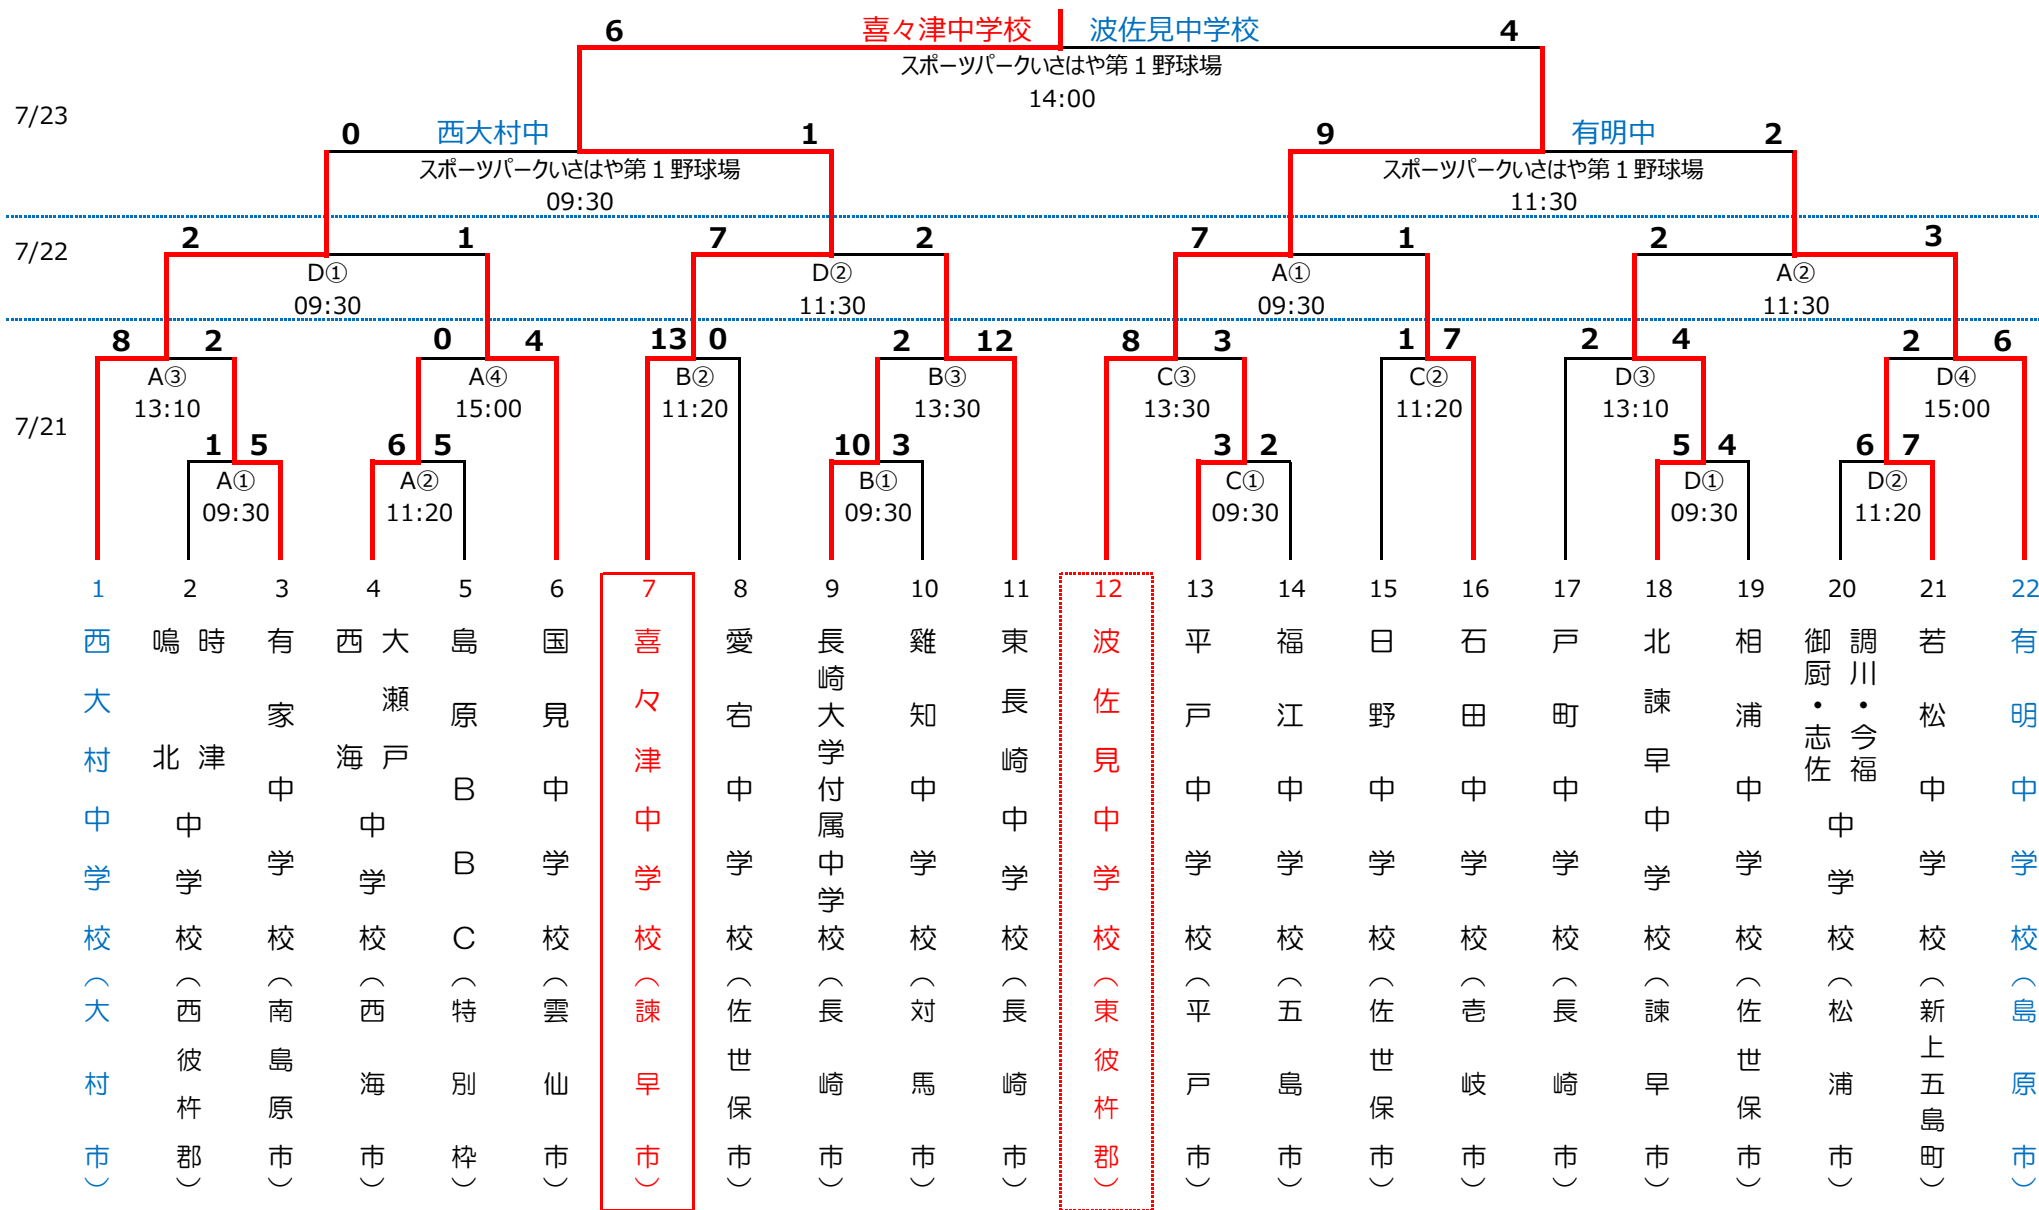 6 喜々津中学校 波佐見中学校 4
スポーツパークいさはや第1野球場
14:00
7/23
0 西大村中 1 9 有明中 2
スポーツパークいさはや第1野球場 スポーツパークいさはや第1野球場
09:30 11:30
7/22
2 1 7 2 7 1 2 3
D① D② A① A②
09:30 11:30 09:30 11:30
8 2 0 4 13 0 2 12 8 3 1 7 2 4 2 6
A③ A④ B② B③ C③ C② D③ D④
13:10 15:00 11:20 13:30 13:30 11:20 13:10 15:00
7/21
1 5 6 5 10 3 3 2 5 4 6 7
A① A② B① C① D① D②
09:30 11:20 09:30 09:30 09:30 11:20
1 2 3 4 5 6 7 8 9 10 11 12 13 14 15 16 17 18 19 20 21 22
西大村中学校(大村市)
時津
鳴北
中学校(西彼杵郡)
有家中学校(南島原市)
大瀬戸
西海
中学校(西海市)
島原BBC(特別枠)
国見中学校(雲仙市)
喜々津中学校(諫早市)
愛宕中学校(佐世保市)
長崎大学付属中学校(長崎市)
雞知中学校(対馬市)
東長崎中学校(長崎市)
波佐見中学校(東彼杵郡)
平戸中学校(平戸市)
福江中学校(五島市)
日野中学校(佐世保市)
石田中学校(壱岐市)
戸町中学校(長崎市)
北諫早中学校(諫早市)
相浦中学校(佐世保市)
調川・今福
御厨・志佐
中学校(松浦市)
若松中学校(新上五島町)
有明中学校(島原市)